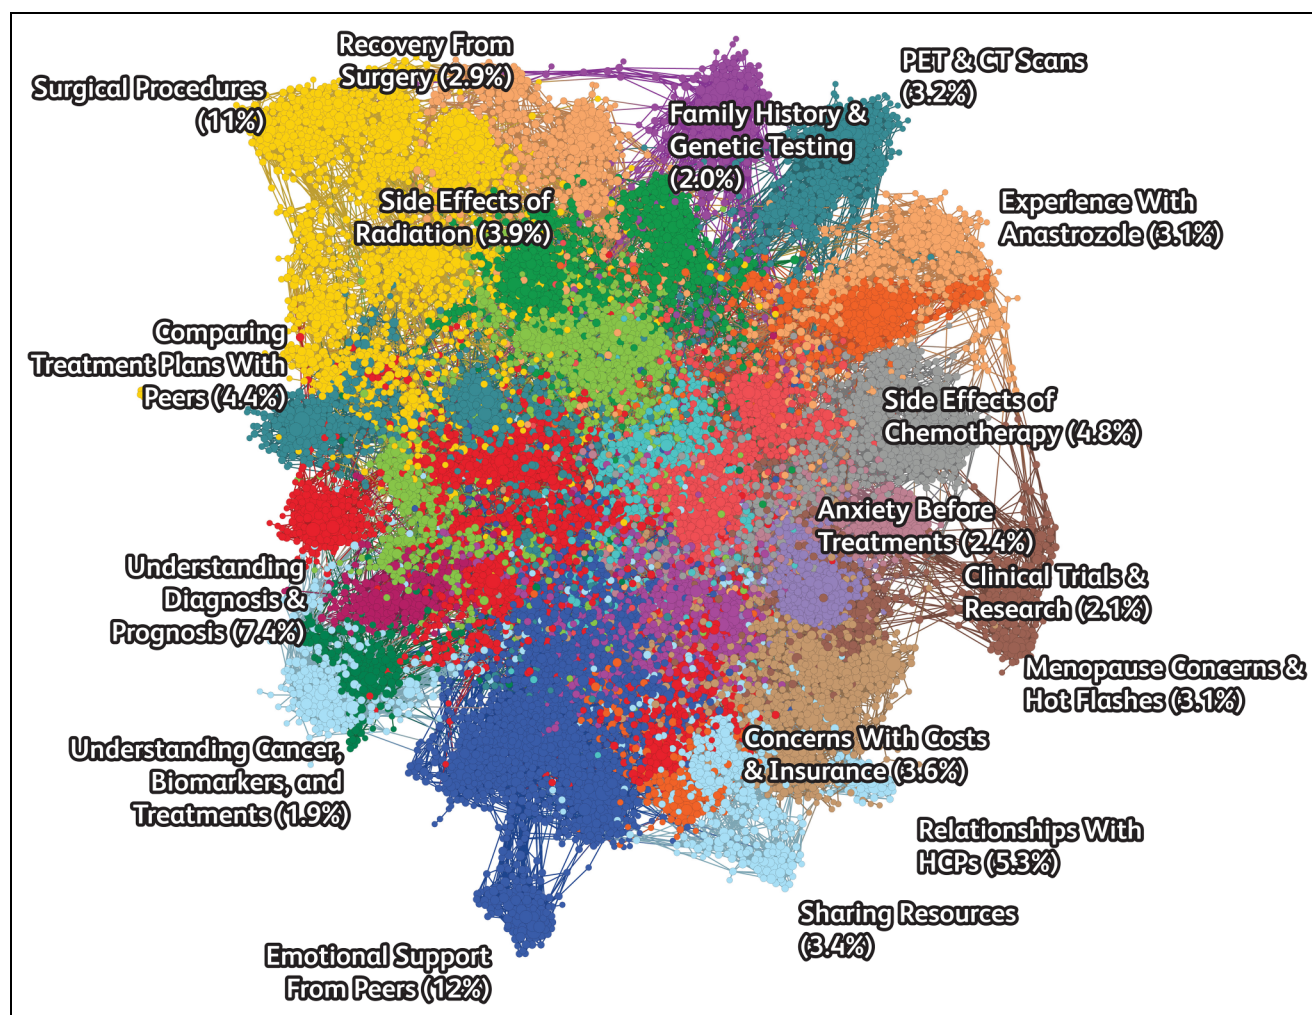 Recovery From
Surgery (2.9%)
Surgical Procedures
(11%)
PET & CT Scans
(3.2%)
Family History &
Genetic Testing
(2.0%)
Side Effects of
Radiation (3.9%)
Experience With
Anastrozole (3.1%)
Comparing
Treatment Plans With
Peers (4.4%)
Side Effects of
Chemotherapy (4.8%)
Anxiety Before
Treatments (2.4%)
Understanding
Diagnosis &
Prognosis (7.4%)
Clinical Trials &
Research (2.1%)
Menopause Concerns &
Hot Flashes (3.1%)
Understanding Cancer,
Biomarkers, and
Treatments (1.9%)
Concerns With Costs
& Insurance (3.6%)
Relationships With
HCPs (5.3%)
Sharing Resources
(3.4%)
Emotional Support
From Peers (12%)